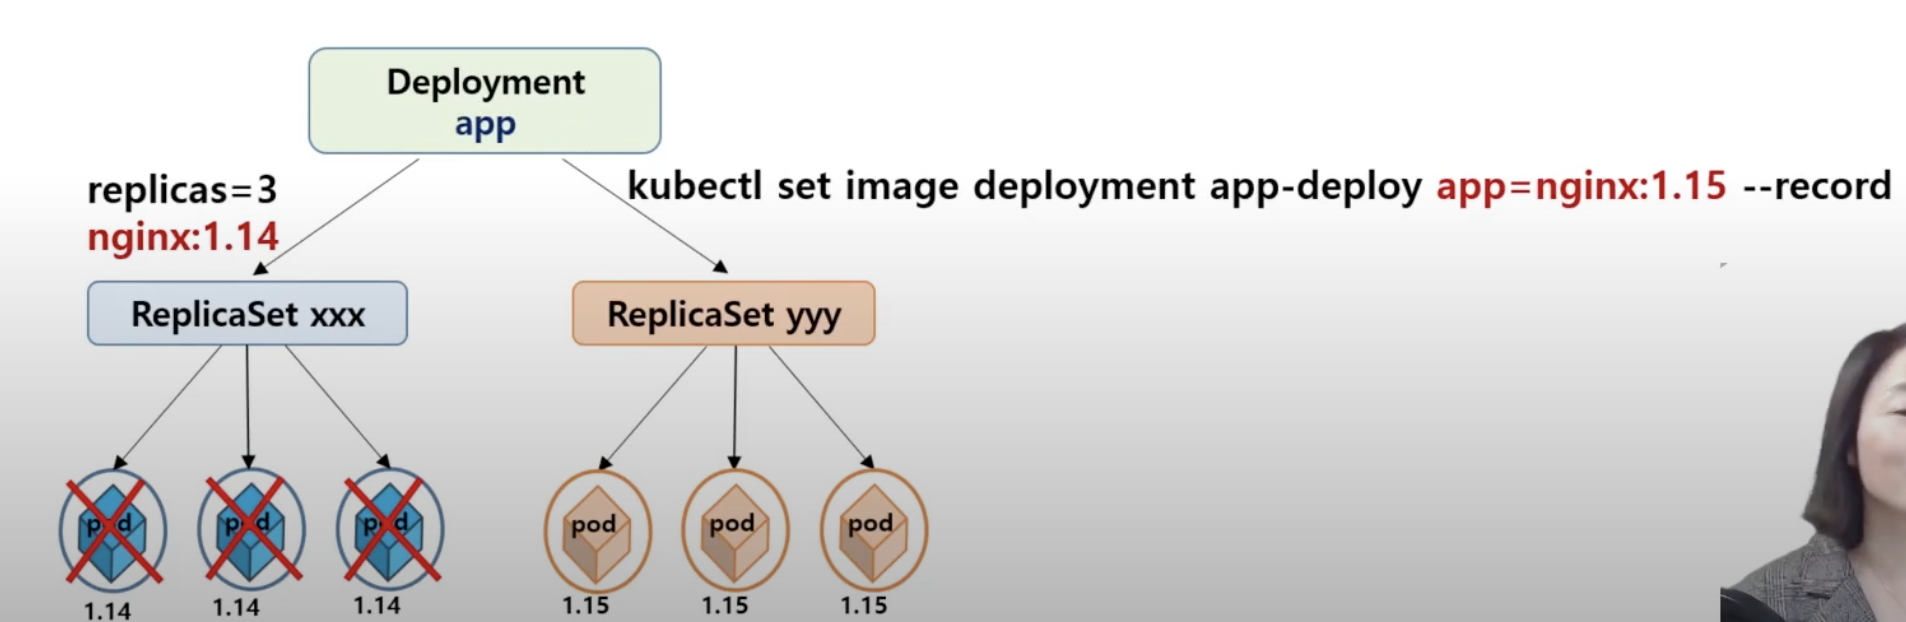 Deployment
app
replicas=3
nginx:1.14
kubectl set image deployment app-deploy app=nginx:1.15 --record
ReplicaSet xxx
ReplicaSet yyy
pod
pod
pod
pod
pod
pod
1.14
1.14
1.14
1.15
1.15
1.15